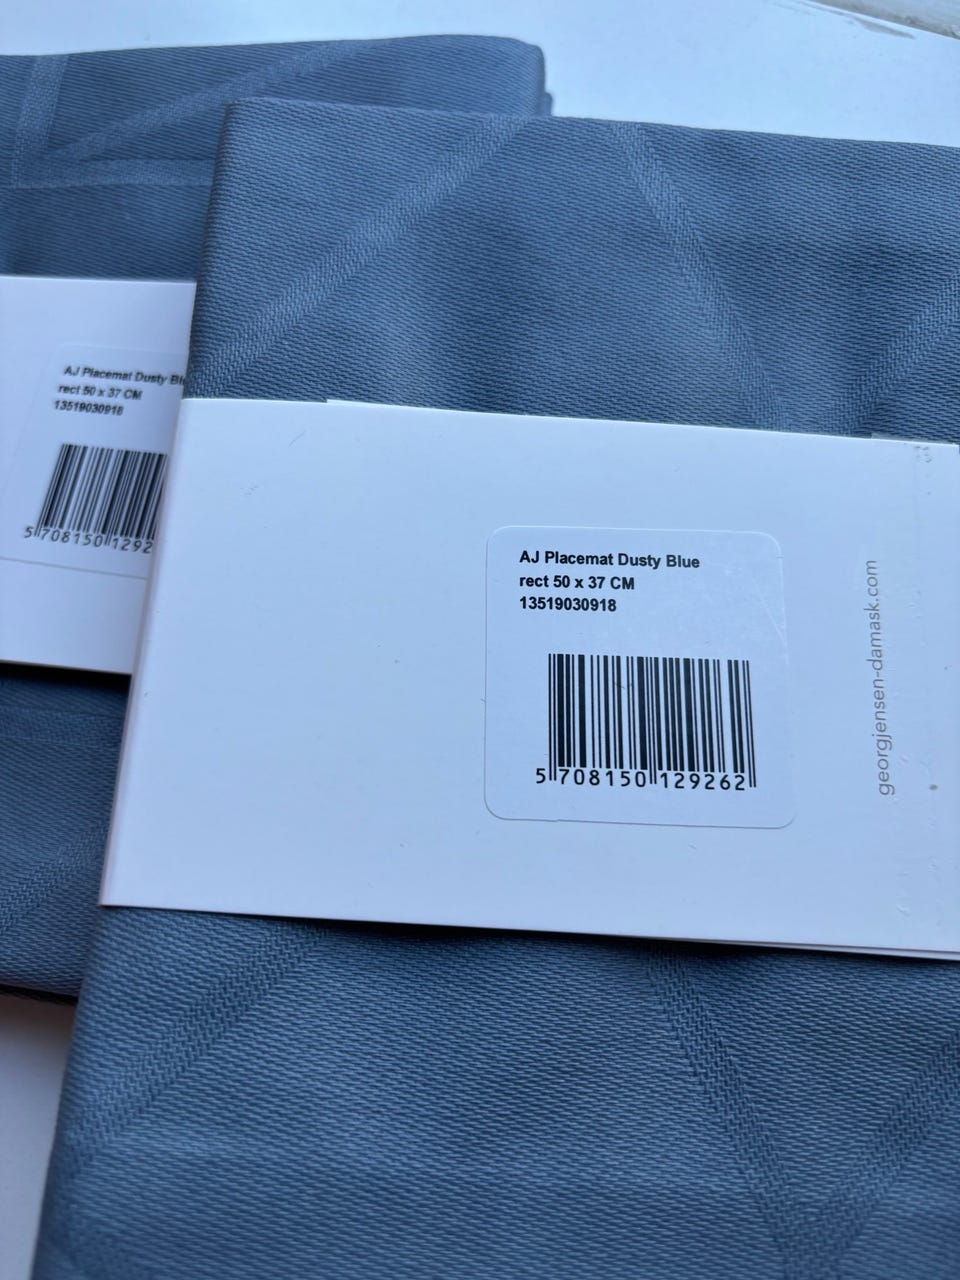 AJ Placemat Dusty Blue
rect 50 x 37 CM
13519030918
5 708150 129262
georgjensen-damask.com
AJ Placemat Dusty
rect 50 x 37 CM
13519030918
5 708150 1292